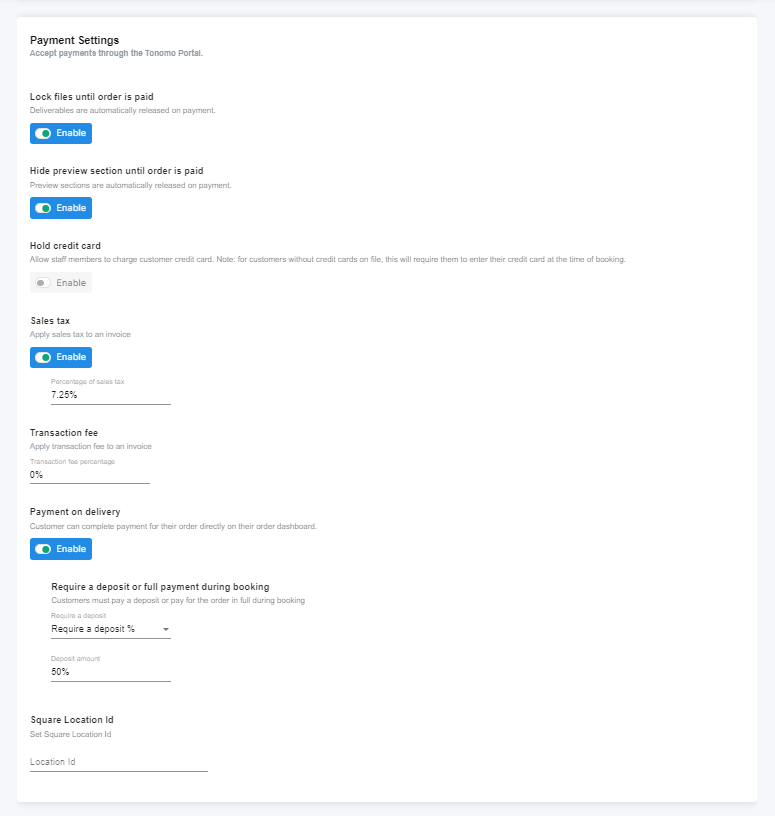 Payment Settings
Accept payments through the Tonomo Portal.
Lock files until order is paid
Deliverables are automatically released on payment.
Enable
Hide preview section until order is paid
Preview sections are automatically released on payment.
Enable
Hold credit card
Allow staff members to charge customer credit card. Note: for customers without credit cards on file, this will require them to enter their credit card at the time of booking.
Enable
Sales tax
Apply sales tax to an invoice
Enable
Percentage of sales tax
7.25%
Transaction fee
Apply transaction fee to an invoice
Transaction fee percentage
0%
Payment on delivery
Customer can complete payment for their order directly on their order dashboard.
Enable
Require a deposit or full payment during booking
Customers must pay a deposit or pay for the order in full during booking
Require a deposit
Require a deposit %
Deposit amount
50%
Square Location Id
Set Square Location Id
Location Id